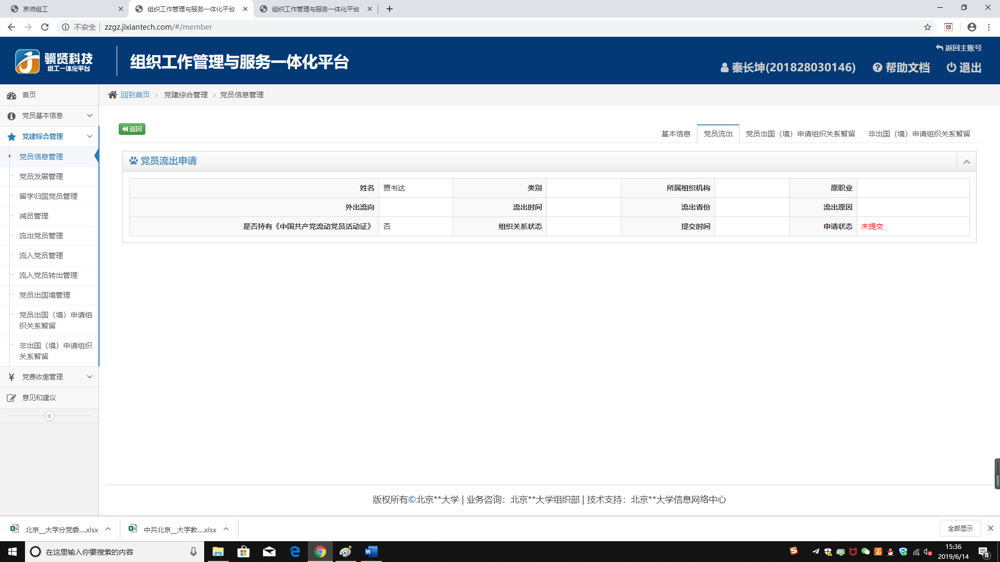 京师组工
组织工作管理与服务一体化平台
组织工作管理与服务一体化平台
不安全
zzgz.jixiantech.com/#/member
骥贤科技
组工一体化平台
组织工作管理与服务一体化平台
返回主账号
秦长坤(201828030146)
帮助文档
退出
首页
党员基本信息
党建综合管理
党员信息管理
党员发展管理
留学归国党员管理
减员管理
流出党员管理
流入党员管理
流入党员转出管理
党员出国境管理
党员出国（境）申请组
织关系暂留
非出国（境）申请组织
关系暂留
党费收缴管理
意见和建议
回到首页 党建综合管理 党员信息管理
返回
基本信息 党员流出 党员出国（境）申请组织关系暂留 非出国（境）申请组织关系暂留
党员流出申请
姓名 贾书达 类别 所属组织机构 原职业
外出流向 流出时间 流出省份 流出原因
是否持有《中国共产党流动党员活动证》 否 组织关系状态 提交时间 申请状态 未提交
版权所有©北京**大学 | 业务咨询：北京**大学组织部 | 技术支持：北京**大学信息网络中心
北京__大学分党委....xlsx
中共北京__大学教....xlsx
全部显示
在这里输入你要搜索的内容
15:36
2019/6/14
8